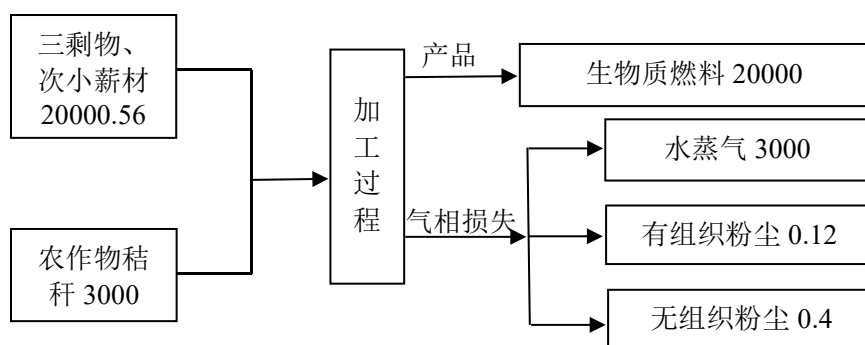 三剩物、
次小薪材
20000.56
农作物秸
秆 3000
加
工
过
程
产品
气相损失
生物质燃料 20000
水蒸气 3000
有组织粉尘 0.12
无组织粉尘 0.4